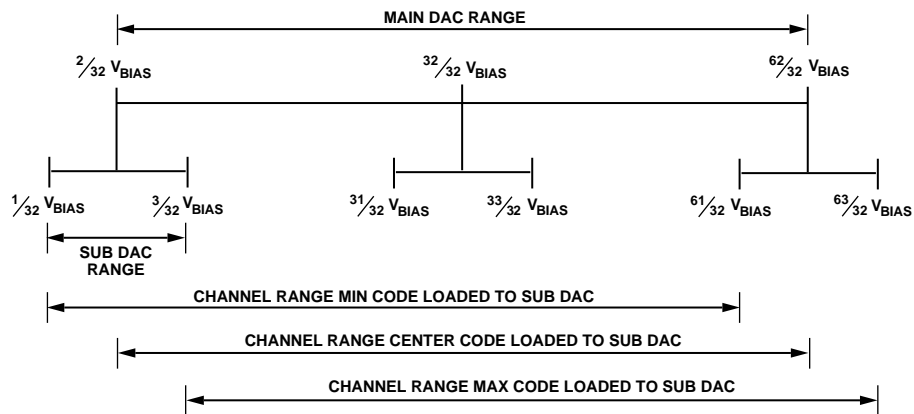 MAIN DAC RANGE
2/32 VBIAS
32/32 VBIAS
62/32 VBIAS
1/32 VBIAS
3/32 VBIAS
31/32 VBIAS
33/32 VBIAS
61/32 VBIAS
63/32 VBIAS
SUB DAC
RANGE
CHANNEL RANGE MIN CODE LOADED TO SUB DAC
CHANNEL RANGE CENTER CODE LOADED TO SUB DAC
CHANNEL RANGE MAX CODE LOADED TO SUB DAC